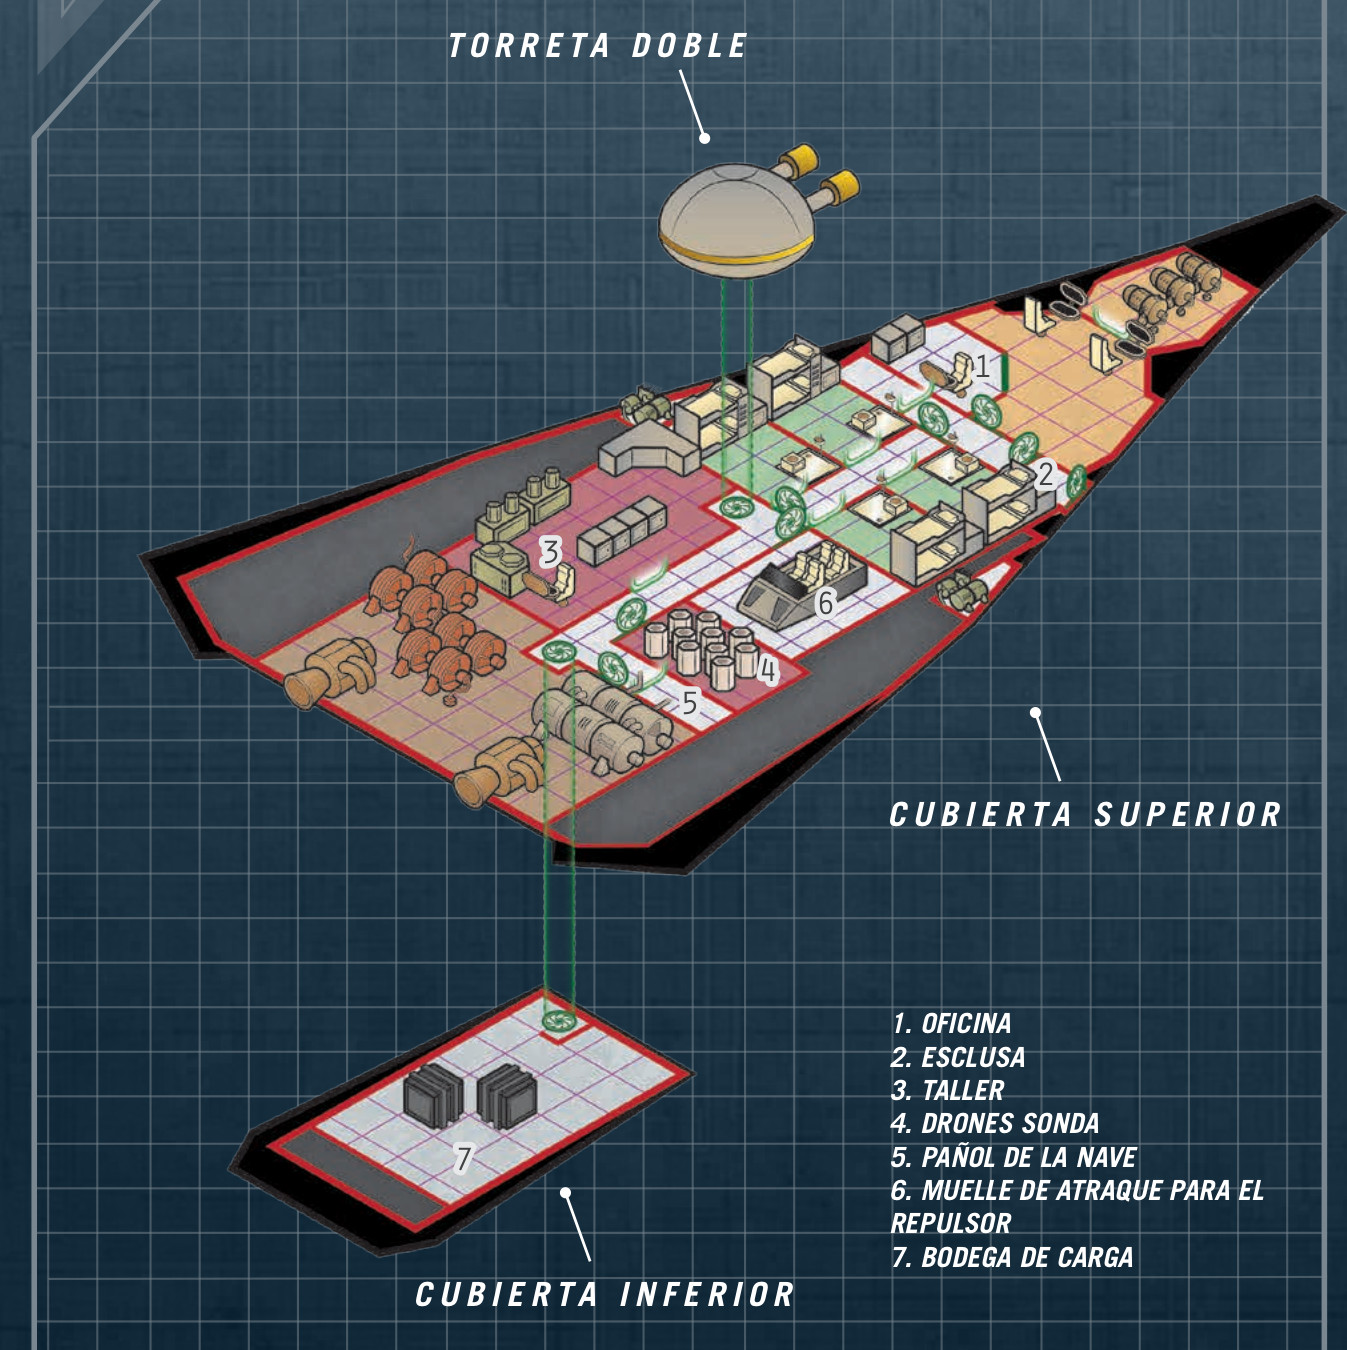 TORRETA DOBLE
1
2
3
6
4
5
CUBIERTA SUPERIOR
1. OFICINA
2. ESCLUSA
3. TALLER
4. DRONES SONDA
5. PAÑOL DE LA NAVE
6. MUELLE DE ATRAQUE PARA EL
REPULSOR
7. BODEGA DE CARGA
7
CUBIERTA INFERIOR